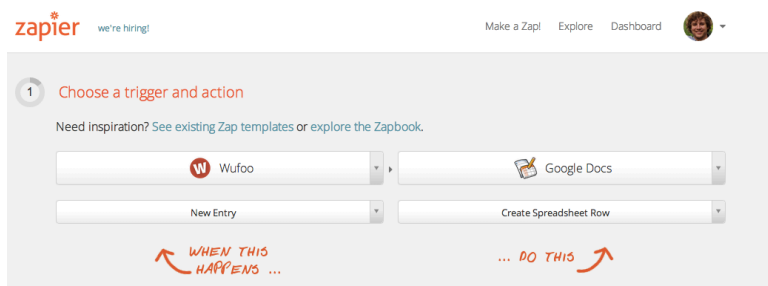 zapier we're hiring! Make a Zap! Explore Dashboard
1 Choose a trigger and action
Need inspiration? See existing Zap templates or explore the Zapbook.
W Wufoo Google Docs
New Entry Create Spreadsheet Row
WHEN THIS
HAPPENS ...
... DO THIS